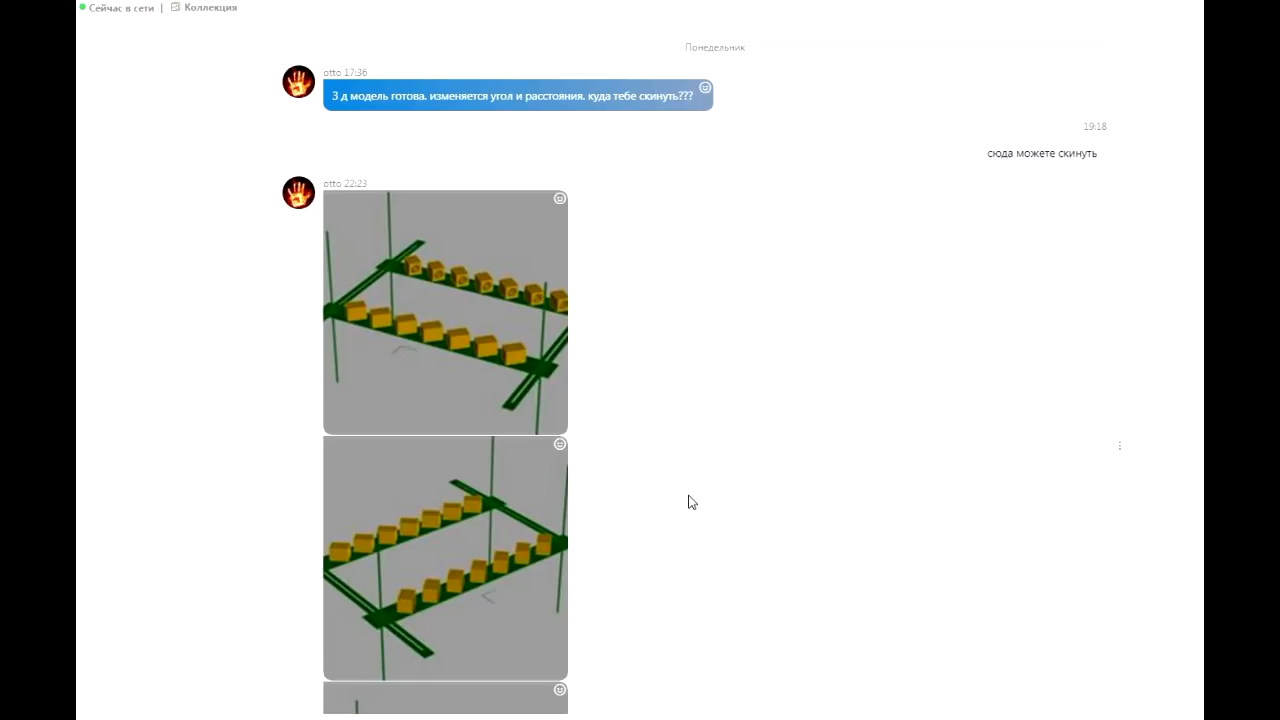 Сейчас в сети | Коллекция
Понедельник
otto 17:36
3 д модель готова. изменяется угол и расстояния. куда тебе скинуть???
19:18
сюда можете скинуть
otto 22:23